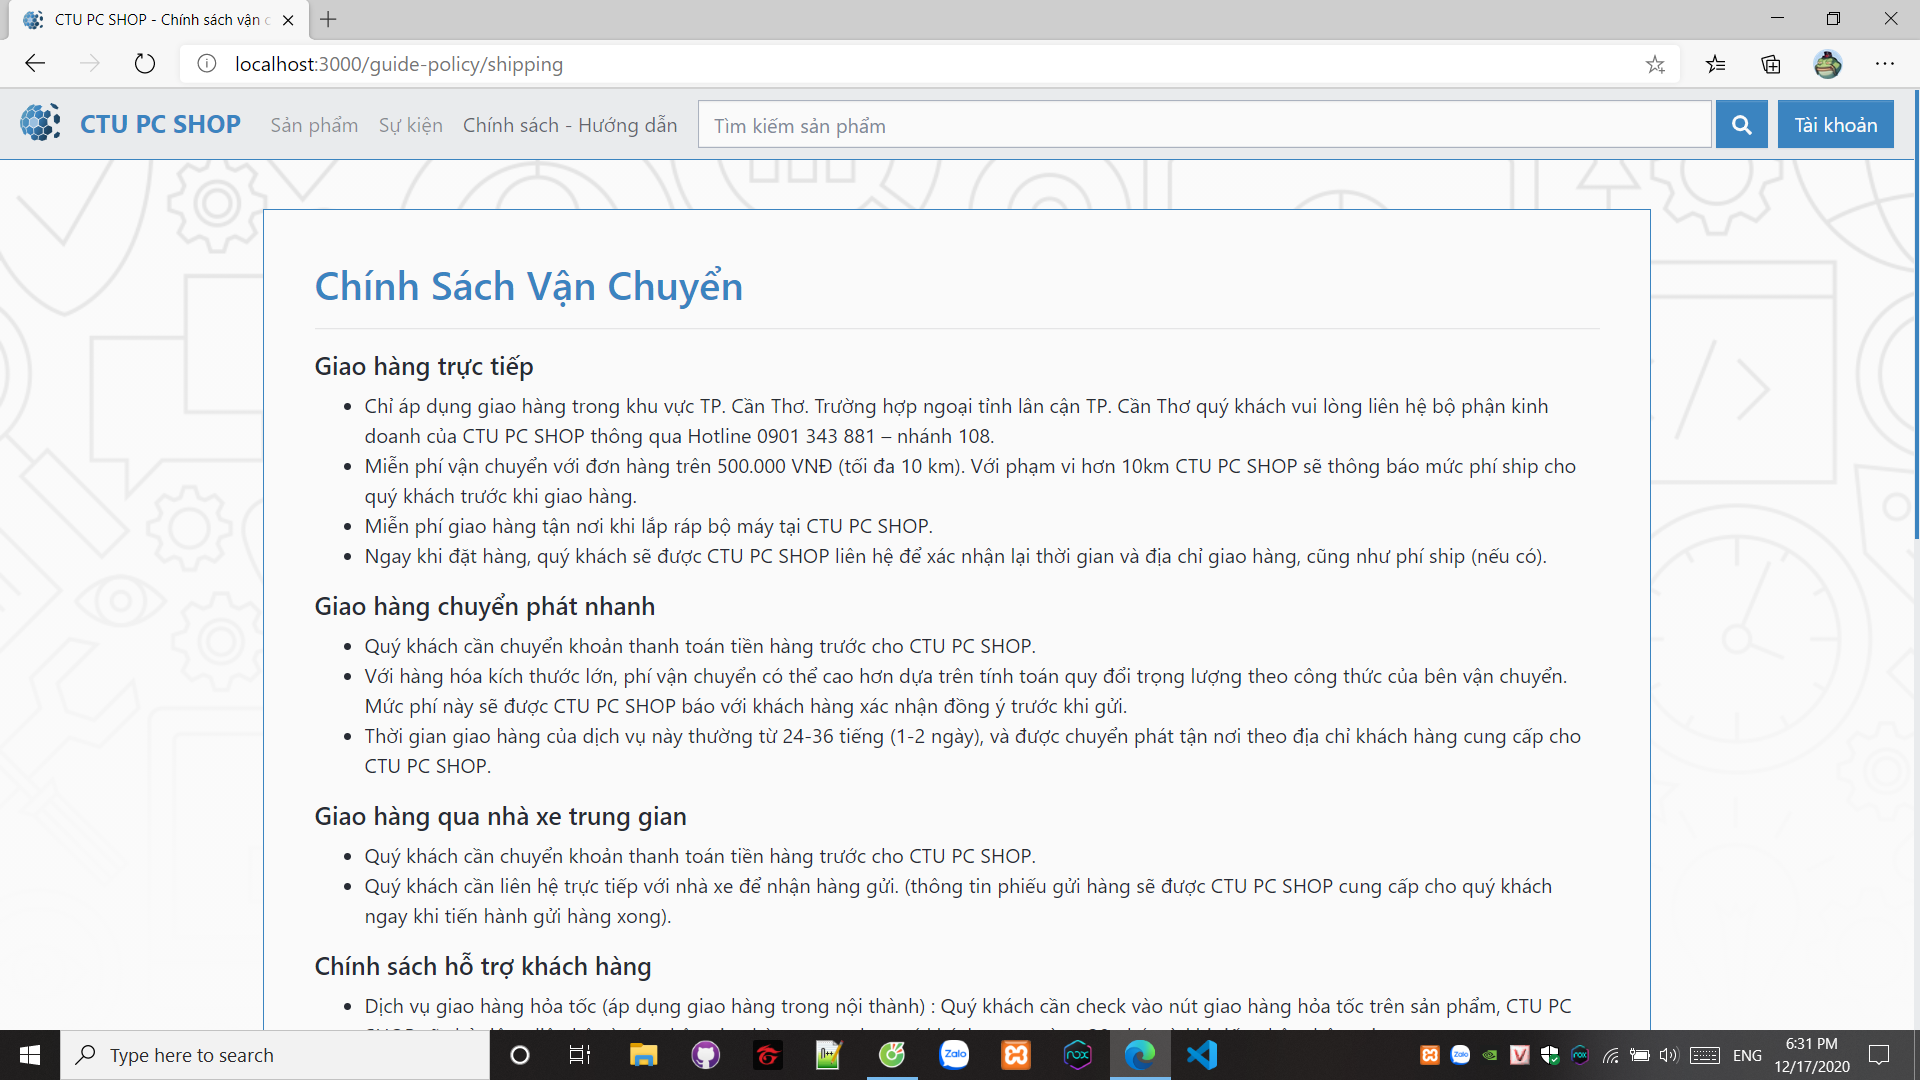 CTU PC SHOP - Chính sách vận c
localhost:3000/guide-policy/shipping
CTU PC SHOP Sản phẩm Sự kiện Chính sách - Hướng dẫn Tìm kiếm sản phẩm Tài khoản
Chính Sách Vận Chuyển
Giao hàng trực tiếp
Chỉ áp dụng giao hàng trong khu vực TP. Cần Thơ. Trường hợp ngoại tỉnh lân cận TP. Cần Thơ quý khách vui lòng liên hệ bộ phận kinh
doanh của CTU PC SHOP thông qua Hotline 0901 343 881 – nhánh 108.
Miễn phí vận chuyển với đơn hàng trên 500.000 VNĐ (tối đa 10 km). Với phạm vi hơn 10km CTU PC SHOP sẽ thông báo mức phí ship cho
quý khách trước khi giao hàng.
Miễn phí giao hàng tận nơi khi lắp ráp bộ máy tại CTU PC SHOP.
Ngay khi đặt hàng, quý khách sẽ được CTU PC SHOP liên hệ để xác nhận lại thời gian và địa chỉ giao hàng, cũng như phí ship (nếu có).
Giao hàng chuyển phát nhanh
Quý khách cần chuyển khoản thanh toán tiền hàng trước cho CTU PC SHOP.
Với hàng hóa kích thước lớn, phí vận chuyển có thể cao hơn dựa trên tính toán quy đổi trọng lượng theo công thức của bên vận chuyển.
Mức phí này sẽ được CTU PC SHOP báo với khách hàng xác nhận đồng ý trước khi gửi.
Thời gian giao hàng của dịch vụ này thường từ 24-36 tiếng (1-2 ngày), và được chuyển phát tận nơi theo địa chỉ khách hàng cung cấp cho
CTU PC SHOP.
Giao hàng qua nhà xe trung gian
Quý khách cần chuyển khoản thanh toán tiền hàng trước cho CTU PC SHOP.
Quý khách cần liên hệ trực tiếp với nhà xe để nhận hàng gửi. (thông tin phiếu gửi hàng sẽ được CTU PC SHOP cung cấp cho quý khách
ngay khi tiến hành gửi hàng xong).
Chính sách hỗ trợ khách hàng
Dịch vụ giao hàng hỏa tốc (áp dụng giao hàng trong nội thành) : Quý khách cần check vào nút giao hàng hỏa tốc trên sản phẩm, CTU PC
Type here to search
Zalo
nox
ENG
6:31 PM
12/17/2020